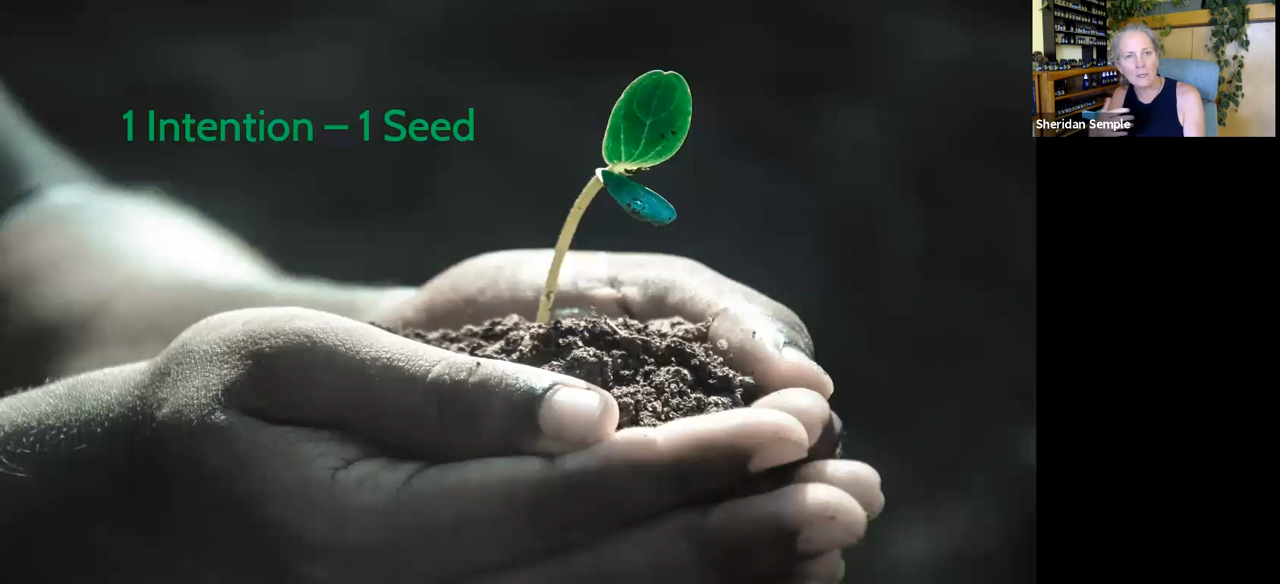 1 Intention – 1 Seed
Sheridan Semple